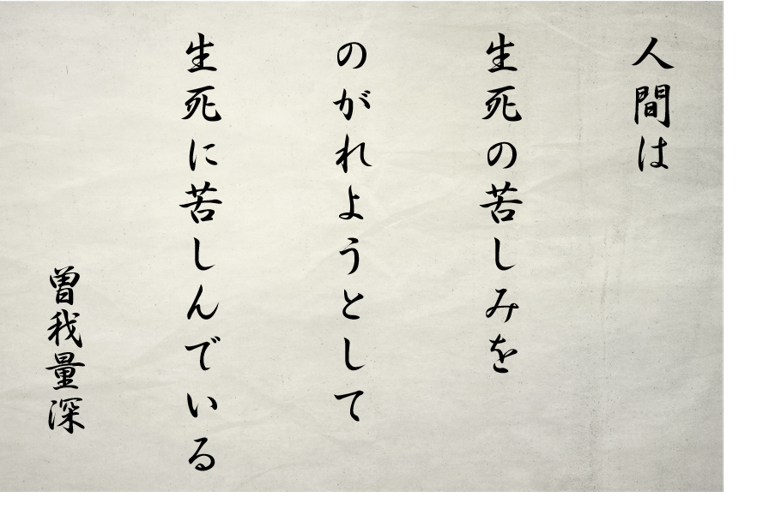 人間は
生死の苦しみを
のがれようとして
生死に苦しんでいる
曽我量深